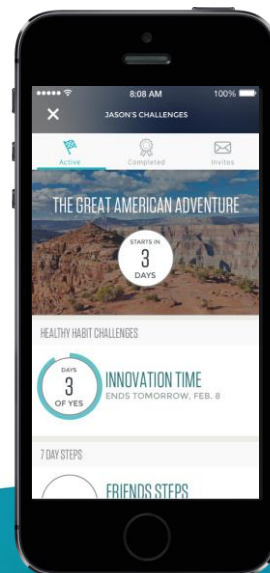 8:08 AM 100%
JASON'S CHALLENGES
Active Completed Invites
THE GREAT AMERICAN ADVENTURE
STARTS IN
3
DAYS
HEALTHY HABIT CHALLENGES
DAYS
3
OF YES
INNOVATION TIME
ENDS TOMORROW, FEB. 8
7 DAY STEPS
FRIENDS STEPS